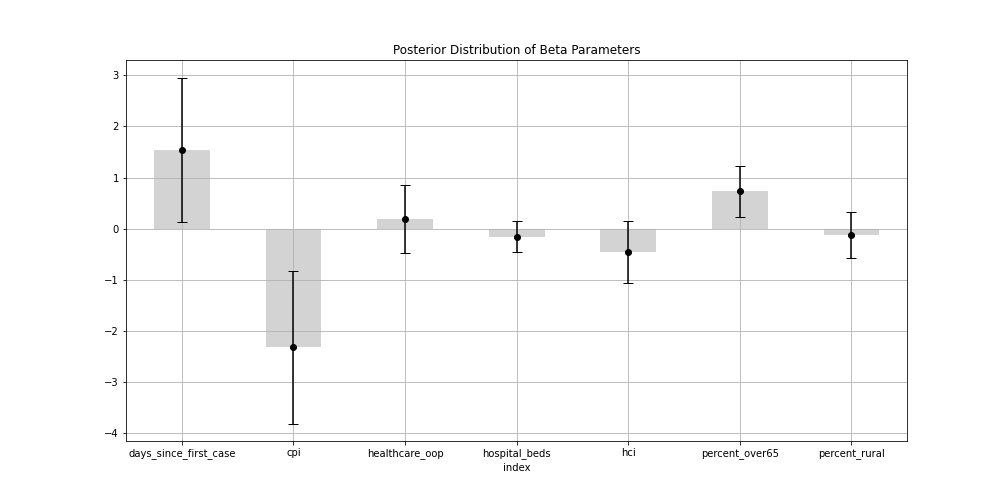 Posterior Distribution of Beta Parameters
3
2
1
0
−1
−2
−3
−4
days_since_first_case cpi healthcare_oop hospital_beds hci percent_over65 percent_rural
index